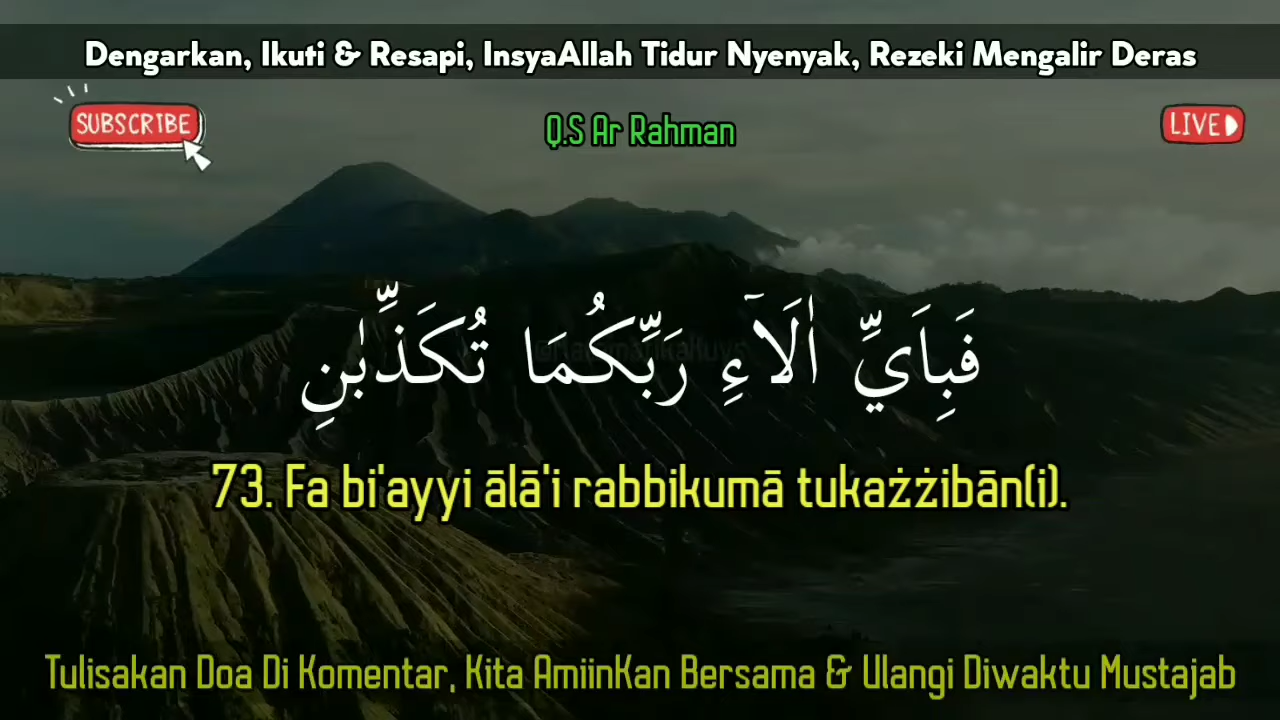 Dengarkan, Ikuti & Resapi, InsyaAllah Tidur Nyenyak, Rezeki Mengalir Deras
SUBSCRIBE
Q.S Ar Rahman
LIVE
فَبِاَيِّ اٰلَاۤءِ رَبِّكُمَا تُكَذِّبٰنِ
73. Fa bi'ayyi ālā'i rabbikumā tukażżibān(i).
Tulisakan Doa Di Komentar, Kita AmiinKan Bersama & Ulangi Diwaktu Mustajab